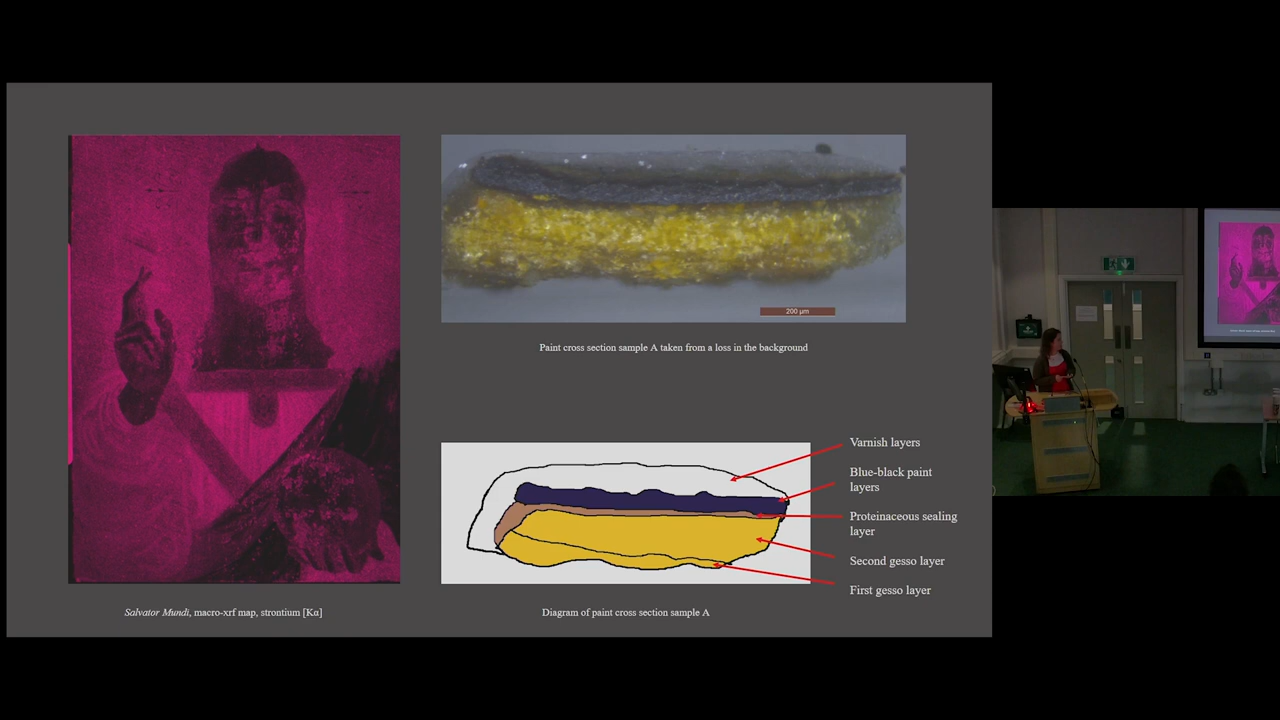 200 µm
Paint cross section sample A taken from a loss in the background
Varnish layers
Blue-black paint
layers
Proteinaceous sealing
layer
Second gesso layer
First gesso layer
Salvator Mundi, macro-xrf map, strontium [Kα]
Diagram of paint cross section sample A